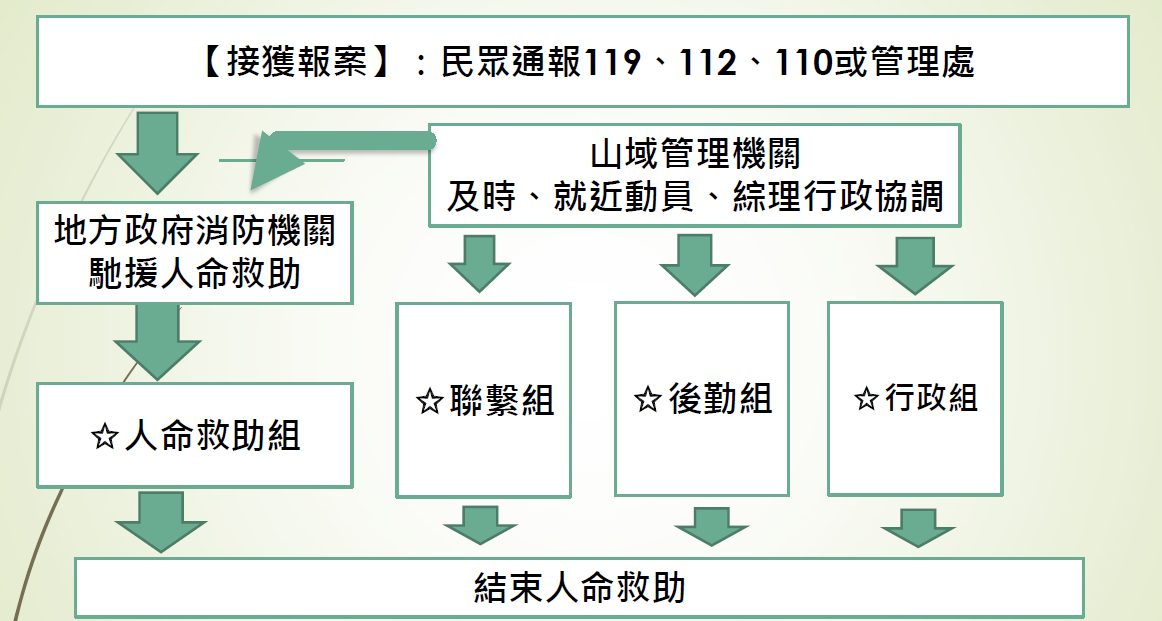 【接獲報案】:民眾通報119、112、110或管理處
山域管理機關
及時、就近動員、綜理行政協調
地方政府消防機關
馳援人命救助
☆人命救助組
☆聯繫組
☆後勤組
☆行政組
結束人命救助